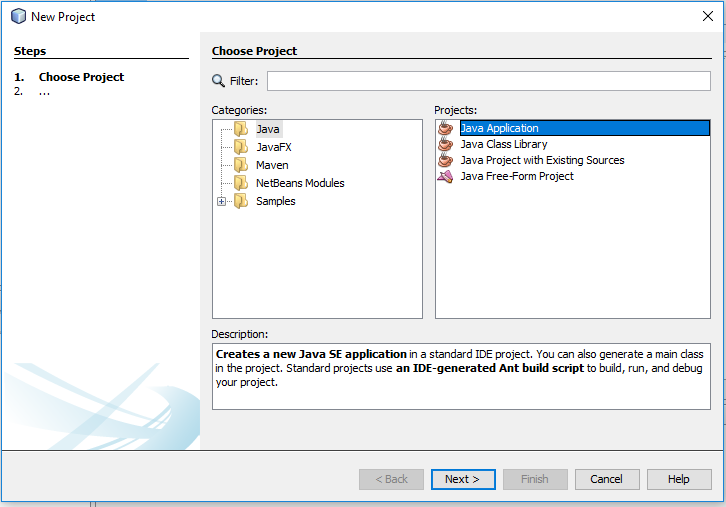 New Project
Steps
1. Choose Project
2. ...
Choose Project
Filter:
Categories:
Java
JavaFX
Maven
NetBeans Modules
Samples
Projects:
Java Application
Java Class Library
Java Project with Existing Sources
Java Free-Form Project
Description:
Creates a new Java SE application in a standard IDE project. You can also generate a main class
in the project. Standard projects use an IDE-generated Ant build script to build, run, and debug
your project.
< Back
Next >
Finish
Cancel
Help